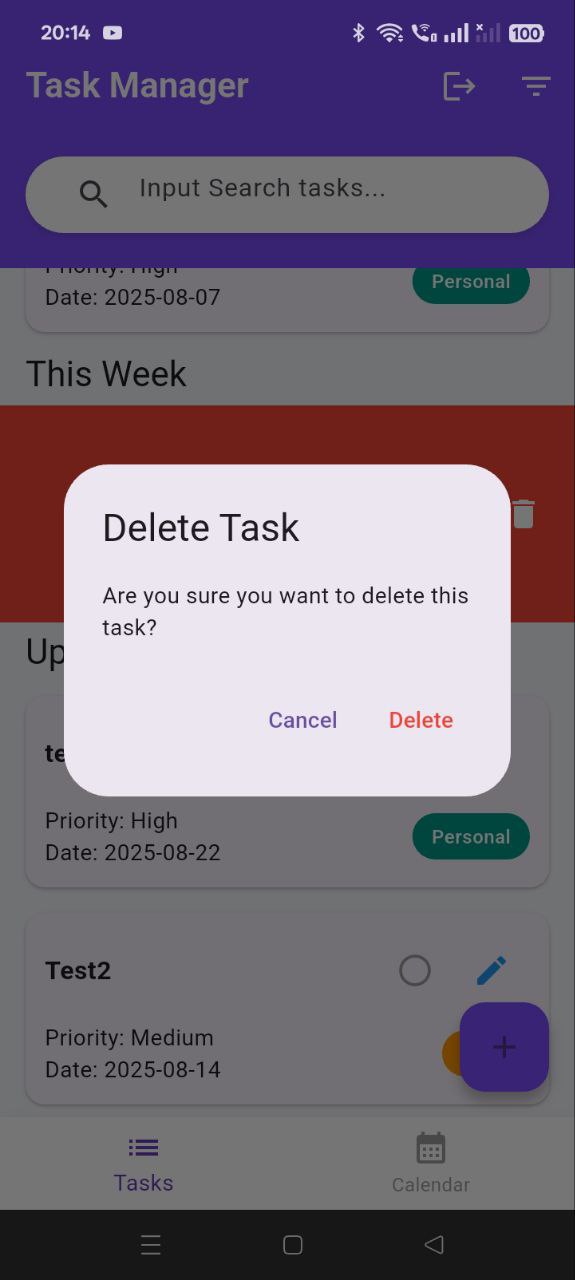 20:14
100
Task Manager
Input Search tasks...
Priority: High
Date: 2025-08-07
Personal
This Week
Delete Task
Are you sure you want to delete this
task?
Cancel
Delete
Up
te
Priority: High
Date: 2025-08-22
Personal
Test2
Priority: Medium
Date: 2025-08-14
+
Tasks
Calendar